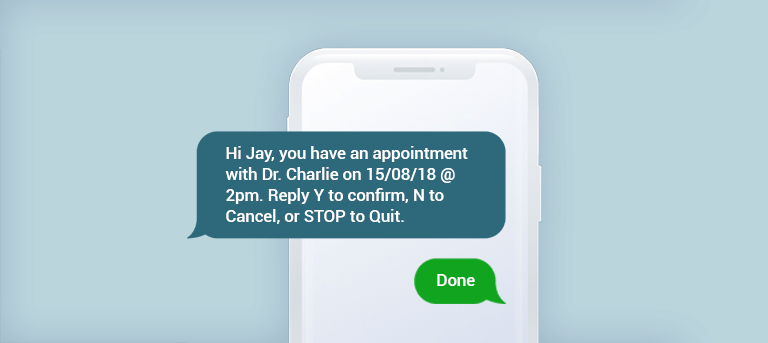 Hi Jay, you have an appointment
with Dr. Charlie on 15/08/18 @
2pm. Reply Y to confirm, N to
Cancel, or STOP to Quit.
Done